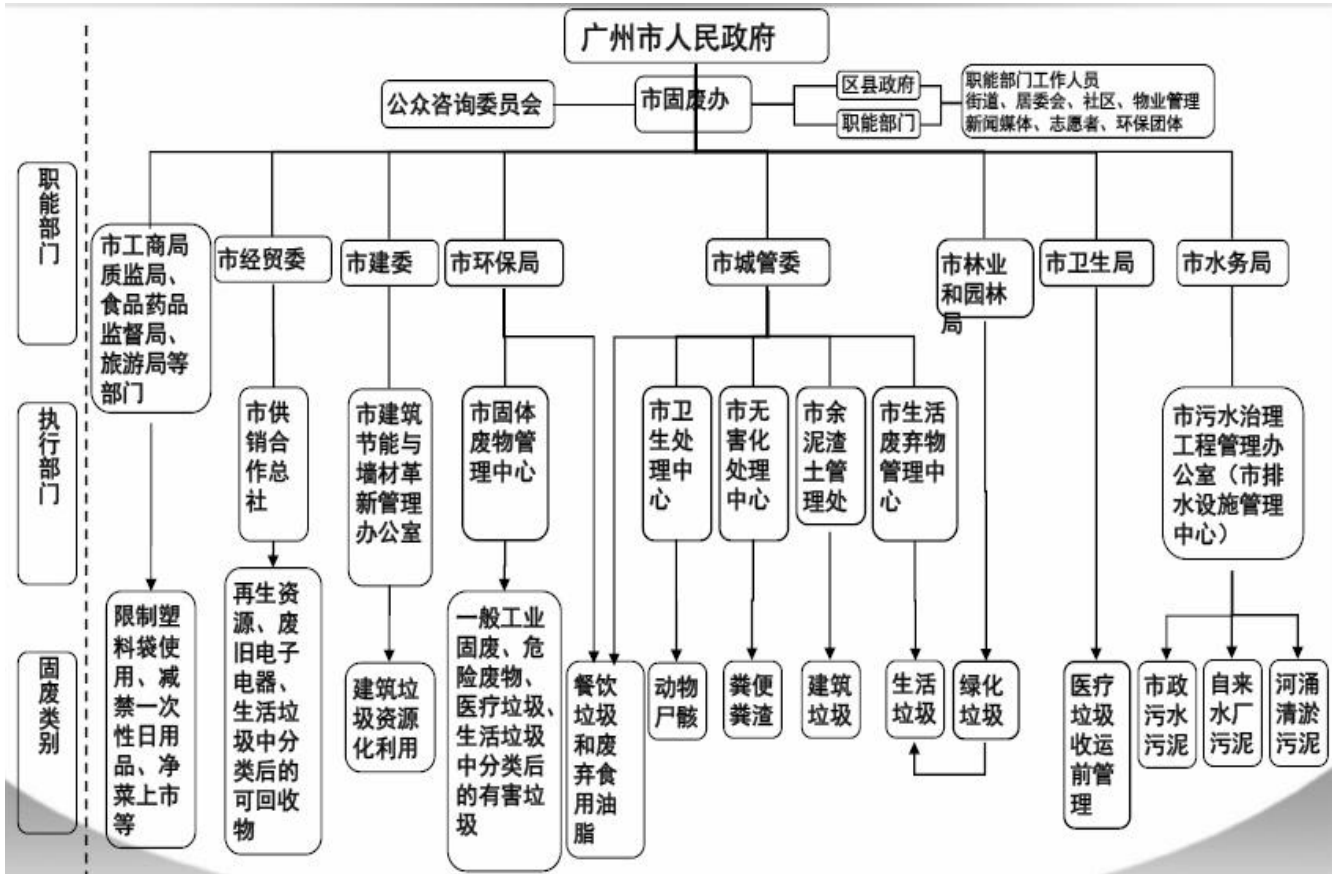 广州市人民政府
公众咨询委员会
市固废办
区县政府
职能部门
职能部门工作人员
街道、居委会、社区、物业管理
新闻媒体、志愿者、环保团体
职能部门
市工商局
质监局、
食品药品
监督局、
旅游局等
部门
市经贸委
市建委
市环保局
市城管委
市林业
和园林
局
市卫生局
市水务局
执行部门
市供
销合
作总
社
市建筑
节能与
墙材革
新管理
办公室
市固体
废物管
理中心
市卫
生处
理中
心
市无
害化
处理
中心
市余
泥渣
土管
理处
市生活
废弃物
管理中
心
市污水治理
工程管理办
公室（市排
水设施管理
中心）
固废类别
限制塑
料袋使
用、减
禁一次
性日用
品、净
菜上市
等
再生资
源、废
旧电子
电器、
生活垃
圾中分
类后的
可回收
物
建筑垃
圾资源
化利用
一般工业
固废、危
险废物、
医疗垃圾、
生活垃圾
中分类后
的有害垃
圾
餐饮
垃圾
和废
弃食
用油
脂
动物
尸骸
粪便
粪渣
建筑
垃圾
生活
垃圾
绿化
垃圾
医疗
垃圾
收运
前管
理
市政
污水
污泥
自来
水厂
污泥
河涌
清淤
污泥